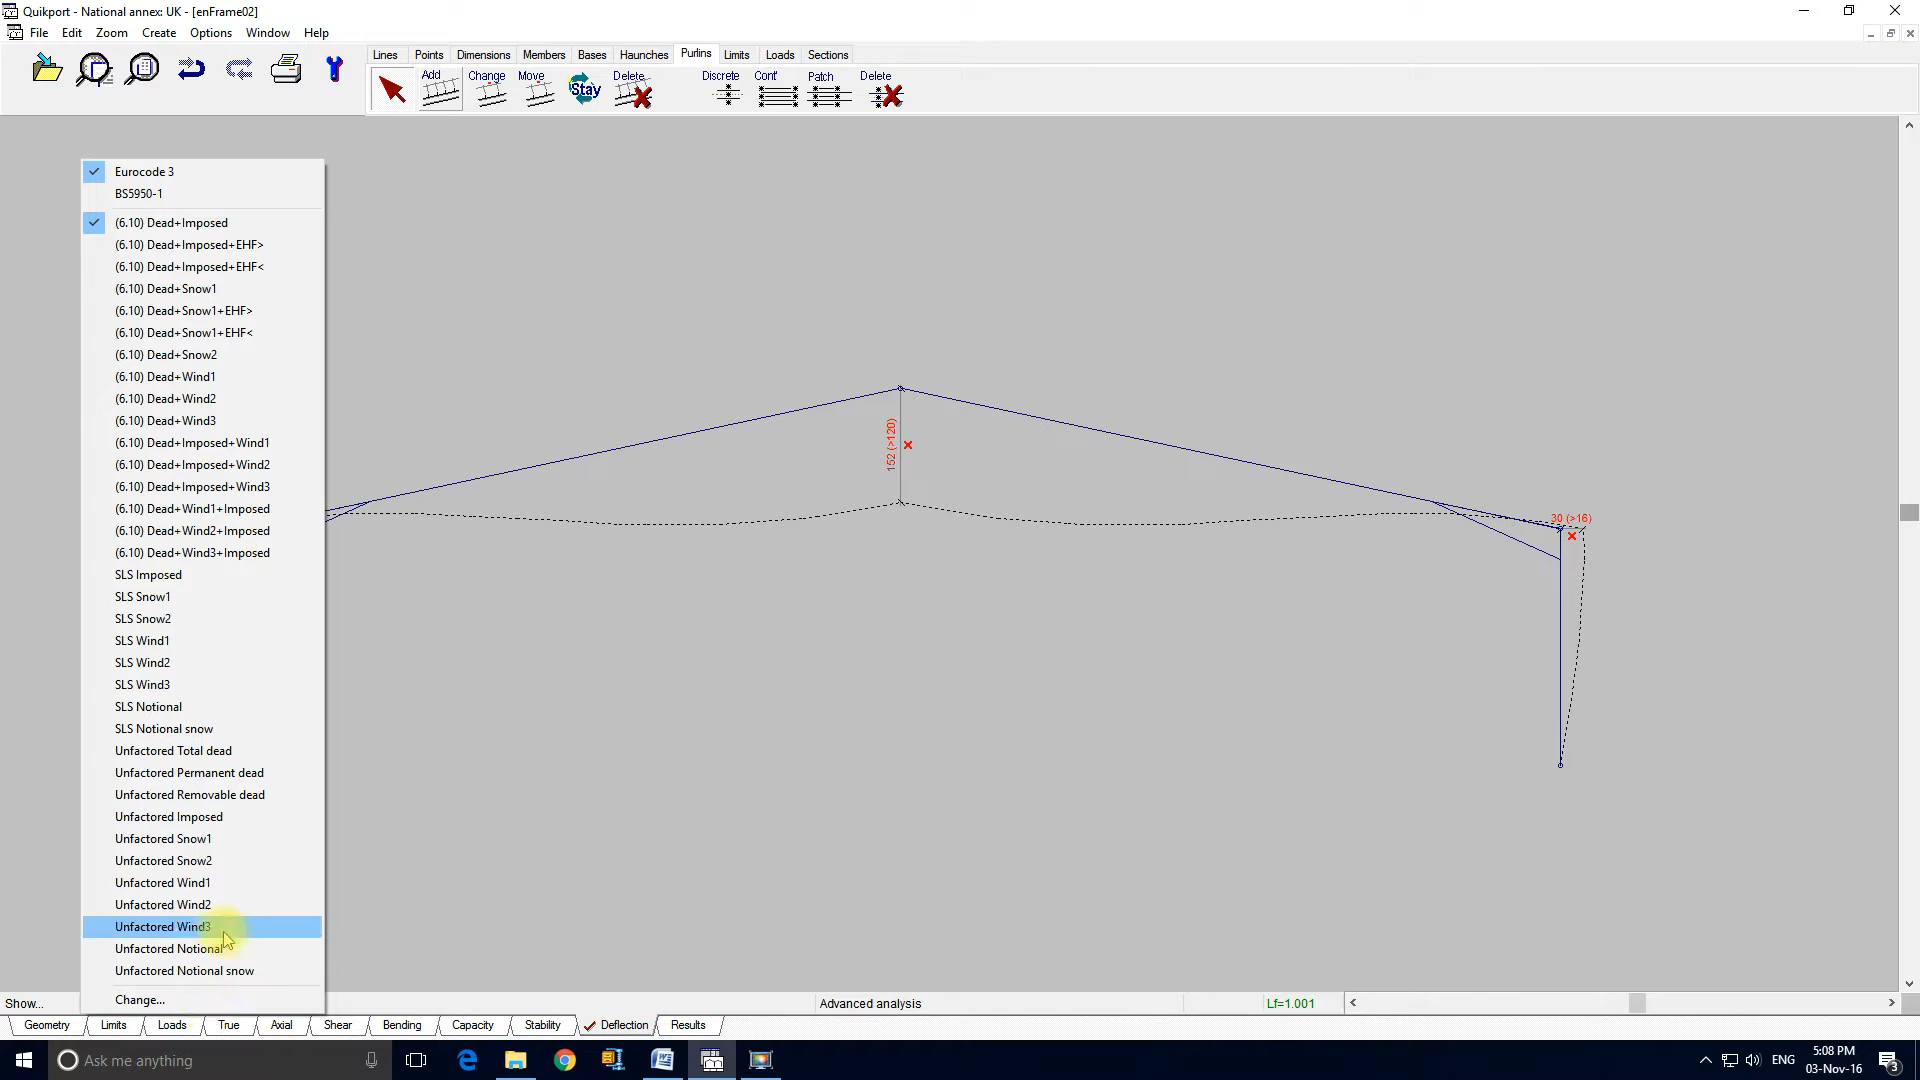 Quikport - National annex: UK - [enFrame02]
File Edit Zoom Create Options Window Help
Lines Points Dimensions Members Bases Haunches Purlins Limits Loads Sections
Add Change Move Stay Delete Discrete Cont' Patch Delete
Eurocode 3
BS5950-1
(6.10) Dead+Imposed
(6.10) Dead+Imposed+EHF>
(6.10) Dead+Imposed+EHF<
(6.10) Dead+Snow1
(6.10) Dead+Snow1+EHF>
(6.10) Dead+Snow1+EHF<
(6.10) Dead+Snow2
(6.10) Dead+Wind1
(6.10) Dead+Wind2
(6.10) Dead+Wind3
(6.10) Dead+Imposed+Wind1
(6.10) Dead+Imposed+Wind2
(6.10) Dead+Imposed+Wind3
(6.10) Dead+Wind1+Imposed
(6.10) Dead+Wind2+Imposed
(6.10) Dead+Wind3+Imposed
SLS Imposed
SLS Snow1
SLS Snow2
SLS Wind1
SLS Wind2
SLS Wind3
SLS Notional
SLS Notional snow
Unfactored Total dead
Unfactored Permanent dead
Unfactored Removable dead
Unfactored Imposed
Unfactored Snow1
Unfactored Snow2
Unfactored Wind1
Unfactored Wind2
Unfactored Wind3
Unfactored Notional
Unfactored Notional snow
Change...
152 (>120)
30 (>16)
Show... Advanced analysis Lf=1.001
Geometry Limits Loads True Axial Shear Bending Capacity Stability Deflection Results
Ask me anything
ENG
5:08 PM
03-Nov-16
3